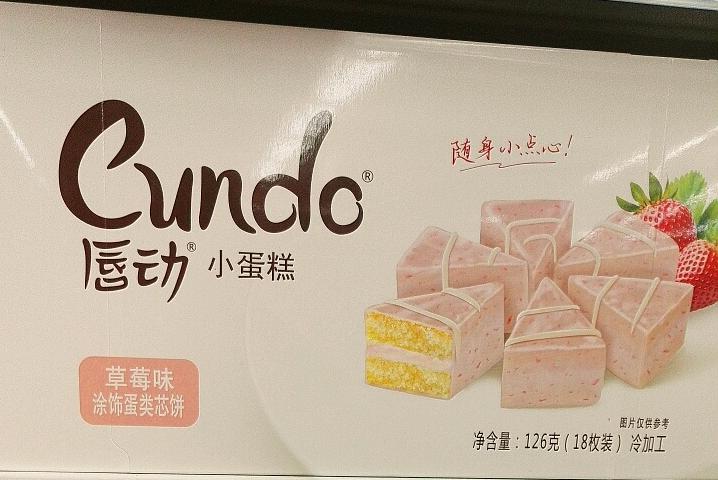 Cundo®
唇动® 小蛋糕
随身小点心!
草莓味
涂饰蛋类芯饼
图片仅供参考
净含量:126克(18枚装) 冷加工